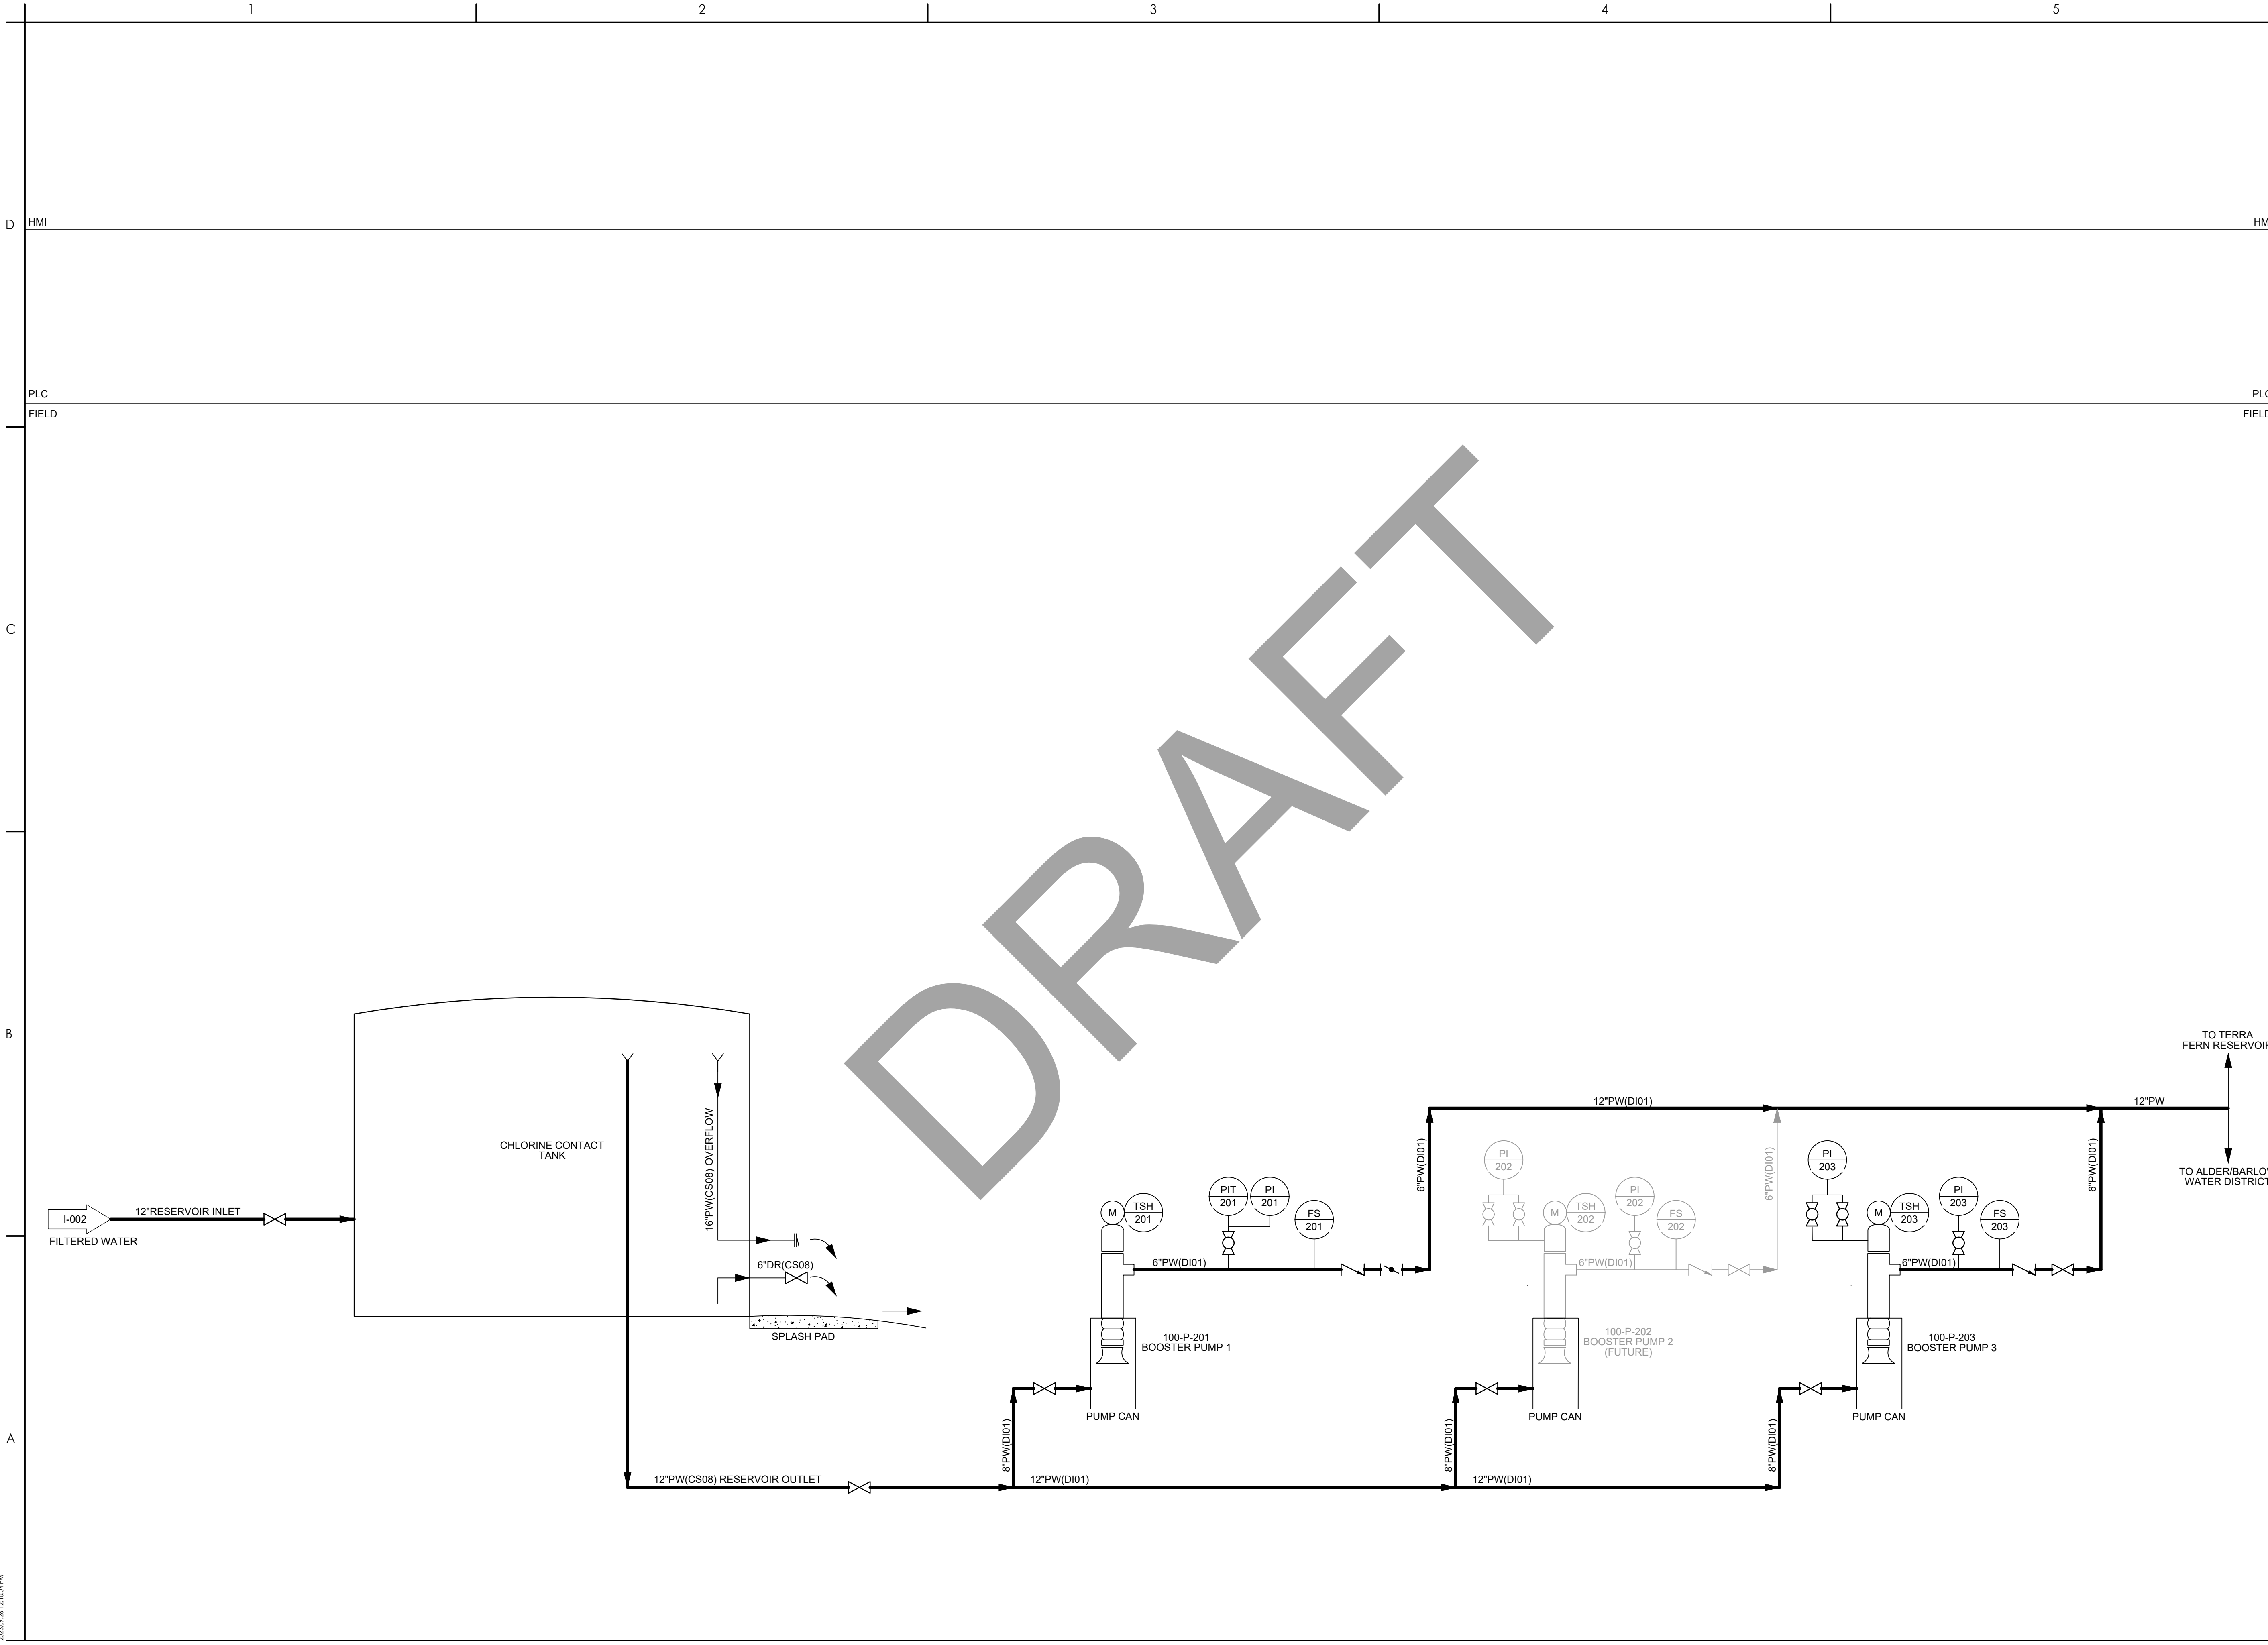 1
2
3
4
5
D
HMI
HM
PLC
PLC
FIELD
FIELD
C
DRAFT
B
TO TERRA
FERN RESERVOIR
12"PW(DI01)
12"PW
CHLORINE CONTACT
TANK
16"PW(CS08) OVERFLOW
6"PW(DI01)
PI
202
6"PW(DI01)
PI
203
6"PW(DI01)
TO ALDER/BARLOW
WATER DISTRICT
I-002
12"RESERVOIR INLET
FILTERED WATER
M
TSH
201
PIT
201
PI
201
FS
201
M
TSH
202
PI
202
FS
202
M
TSH
203
PI
203
FS
203
6"DR(CS08)
6"PW(DI01)
6"PW(DI01)
6"PW(DI01)
SPLASH PAD
100-P-201
BOOSTER PUMP 1
100-P-202
BOOSTER PUMP 2
(FUTURE)
100-P-203
BOOSTER PUMP 3
PUMP CAN
PUMP CAN
PUMP CAN
A
8"PW(DI01)
8"PW(DI01)
8"PW(DI01)
12"PW(CS08) RESERVOIR OUTLET
12"PW(DI01)
12"PW(DI01)